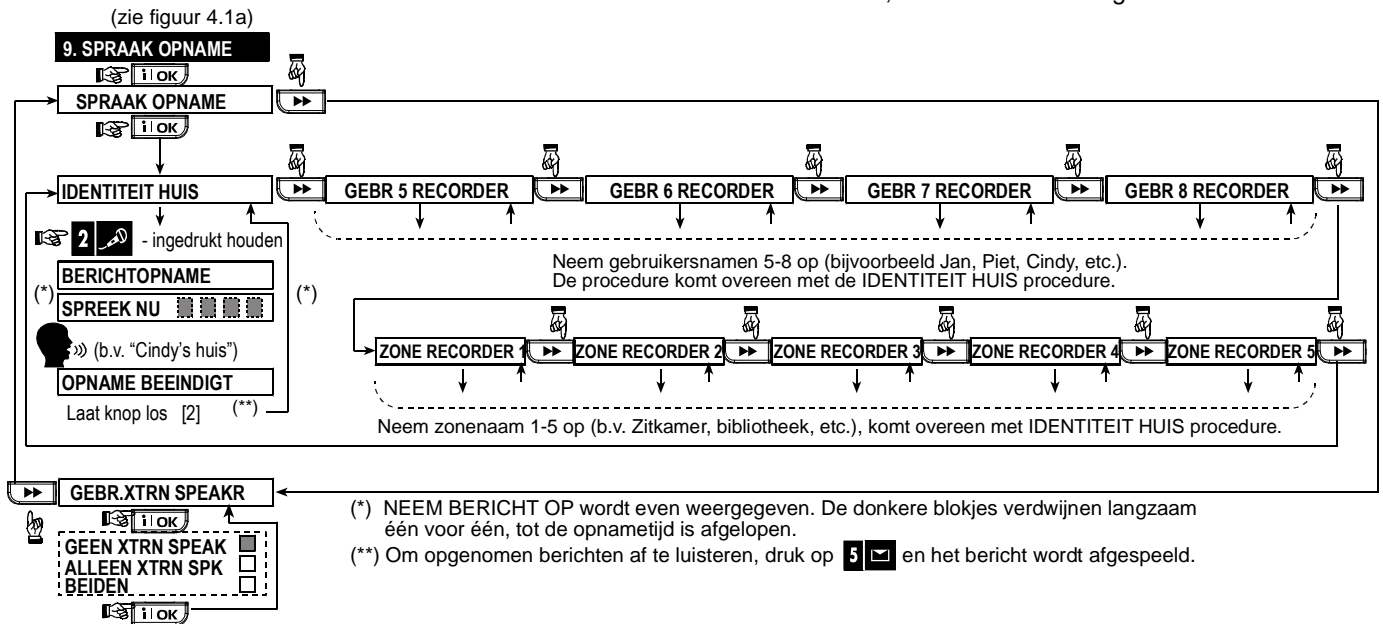 (zie figuur 4.1a)
9. SPRAAK OPNAME
i OK
SPRAAK OPNAME
i OK
IDENTITEIT HUIS
GEBR 5 RECORDER
GEBR 6 RECORDER
GEBR 7 RECORDER
GEBR 8 RECORDER
2 - ingedrukt houden
Neem gebruikersnamen 5-8 op (bijvoorbeeld Jan, Piet, Cindy, etc.).
De procedure komt overeen met de IDENTITEIT HUIS procedure.
BERICHTOPNAME
(*)
SPREEK NU
(*)
(b.v. “Cindy’s huis”)
OPNAME BEEINDIGT
Laat knop los [2] (**)
ZONE RECORDER 1
ZONE RECORDER 2
ZONE RECORDER 3
ZONE RECORDER 4
ZONE RECORDER 5
Neem zonenaam 1-5 op (b.v. Zitkamer, bibliotheek, etc.), komt overeen met IDENTITEIT HUIS procedure.
GEBR.XTRN SPEAKR
i OK
GEEN XTRN SPEAK
ALLEEN XTRN SPK
BEIDEN
i OK
(*) NEEM BERICHT OP wordt even weergegeven. De donkere blokjes verdwijnen langzaam
één voor één, tot de opnametijd is afgelopen.
(**) Om opgenomen berichten af te luisteren, druk op 5 en het bericht wordt afgespeeld.